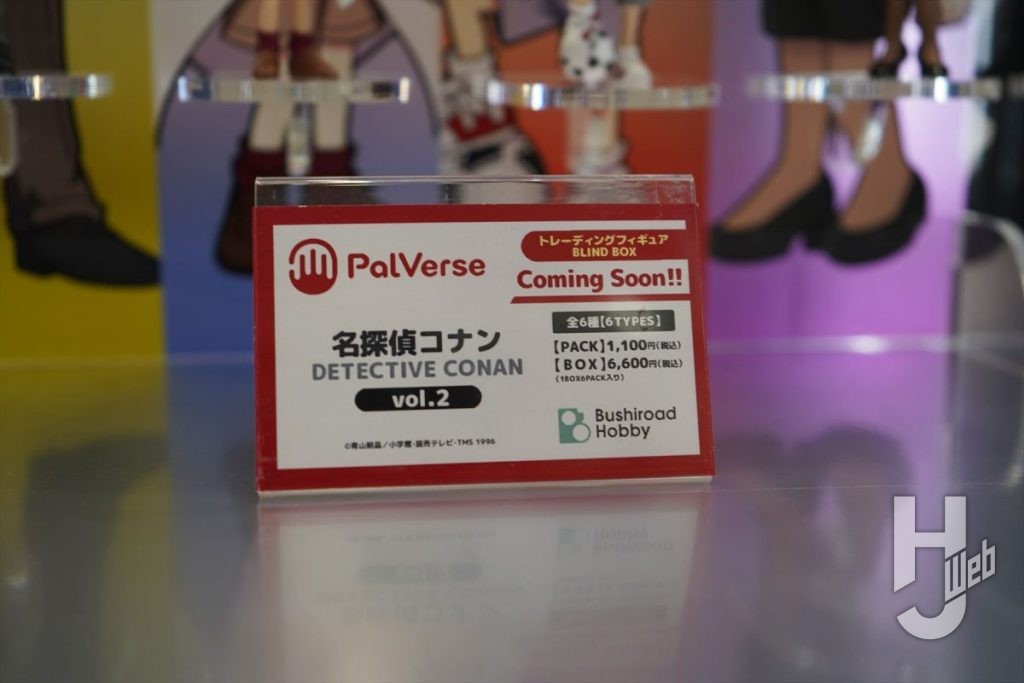 PalVerse
トレーディングフィギュア
BLIND BOX
Coming Soon!!
名探偵コナン
DETECTIVE CONAN
vol.2
全6種【6TYPES】
【PACK】1,100円(税込)
【BOX】6,600円(税込)
(1BOX6PACK入り)
Bushiroad
Hobby
©青山剛昌/小学館・読売テレビ・TMS 1996
HJ Web